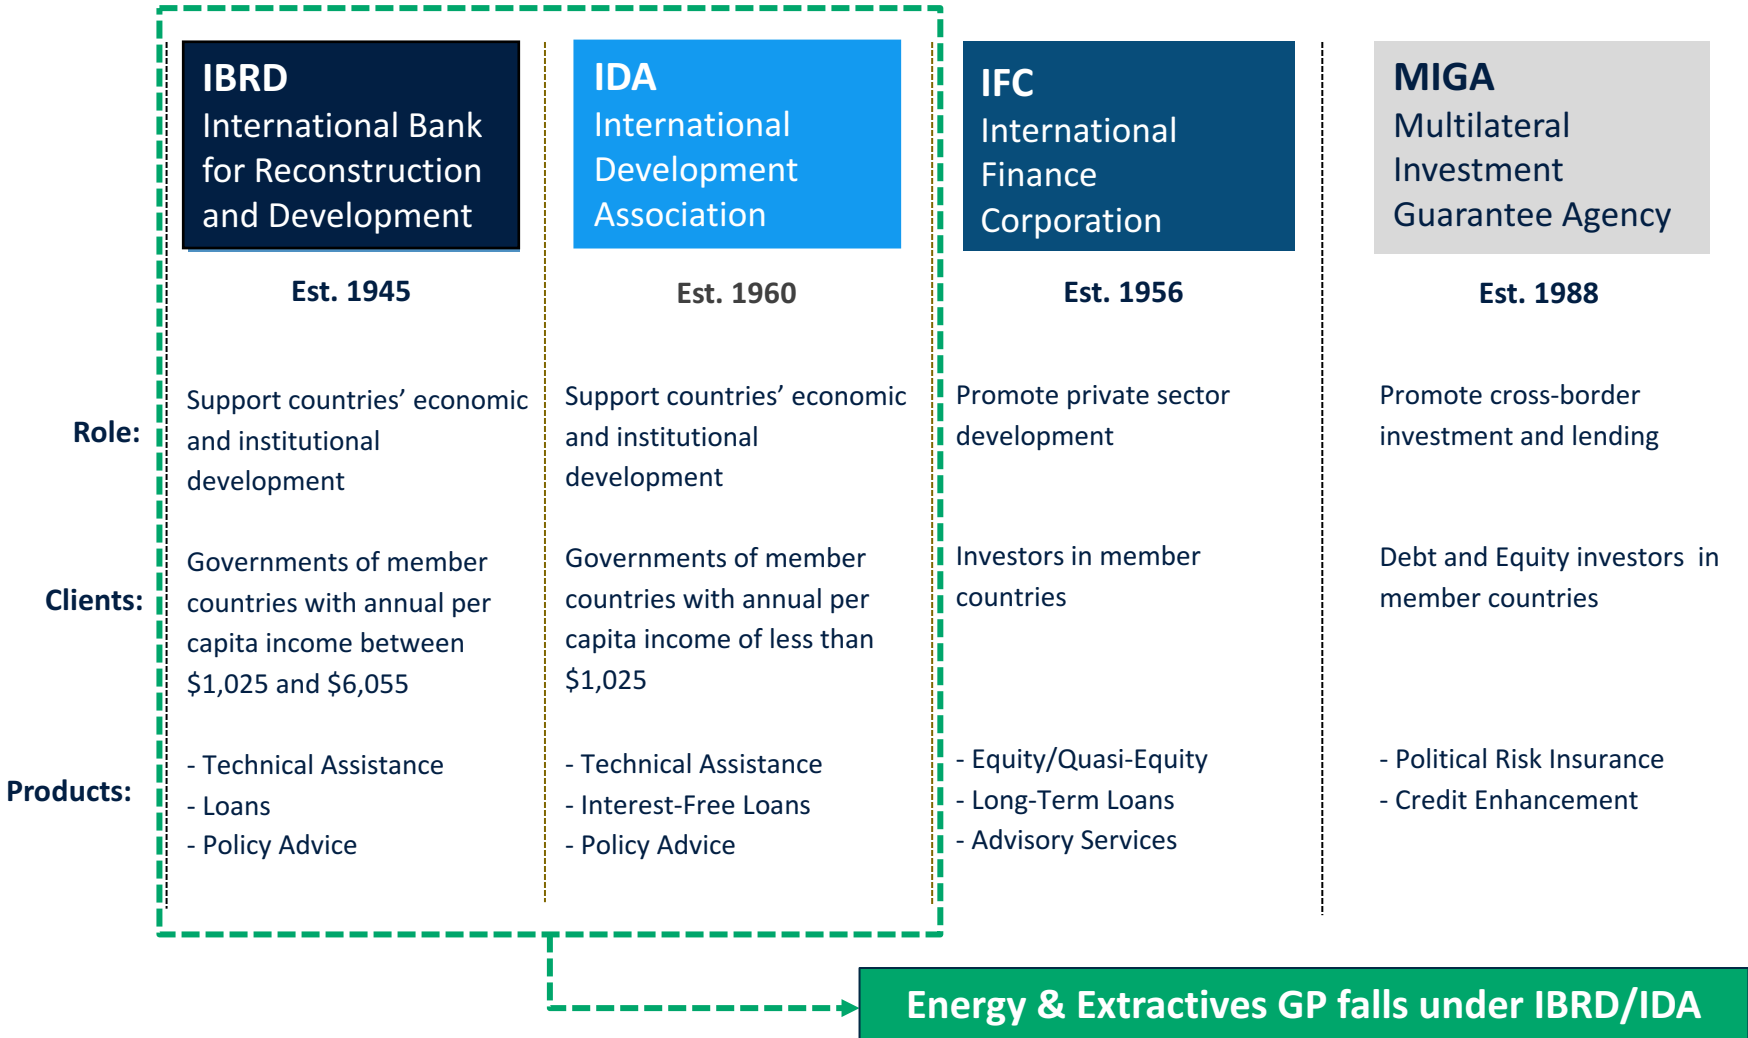 IBRD
International Bank
for Reconstruction
and Development
IDA
International
Development
Association
IFC
International
Finance
Corporation
MIGA
Multilateral
Investment
Guarantee Agency
Est. 1945
Est. 1960
Est. 1956
Est. 1988
Role:
Support countries’ economic
and institutional
development
Support countries’ economic
and institutional
development
Promote private sector
development
Promote cross-border
investment and lending
Clients:
Governments of member
countries with annual per
capita income between
$1,025 and $6,055
Governments of member
countries with annual per
capita income of less than
$1,025
Investors in member
countries
Debt and Equity investors in
member countries
Products:
- Technical Assistance
- Loans
- Policy Advice
- Technical Assistance
- Interest-Free Loans
- Policy Advice
- Equity/Quasi-Equity
- Long-Term Loans
- Advisory Services
- Political Risk Insurance
- Credit Enhancement
Energy & Extractives GP falls under IBRD/IDA